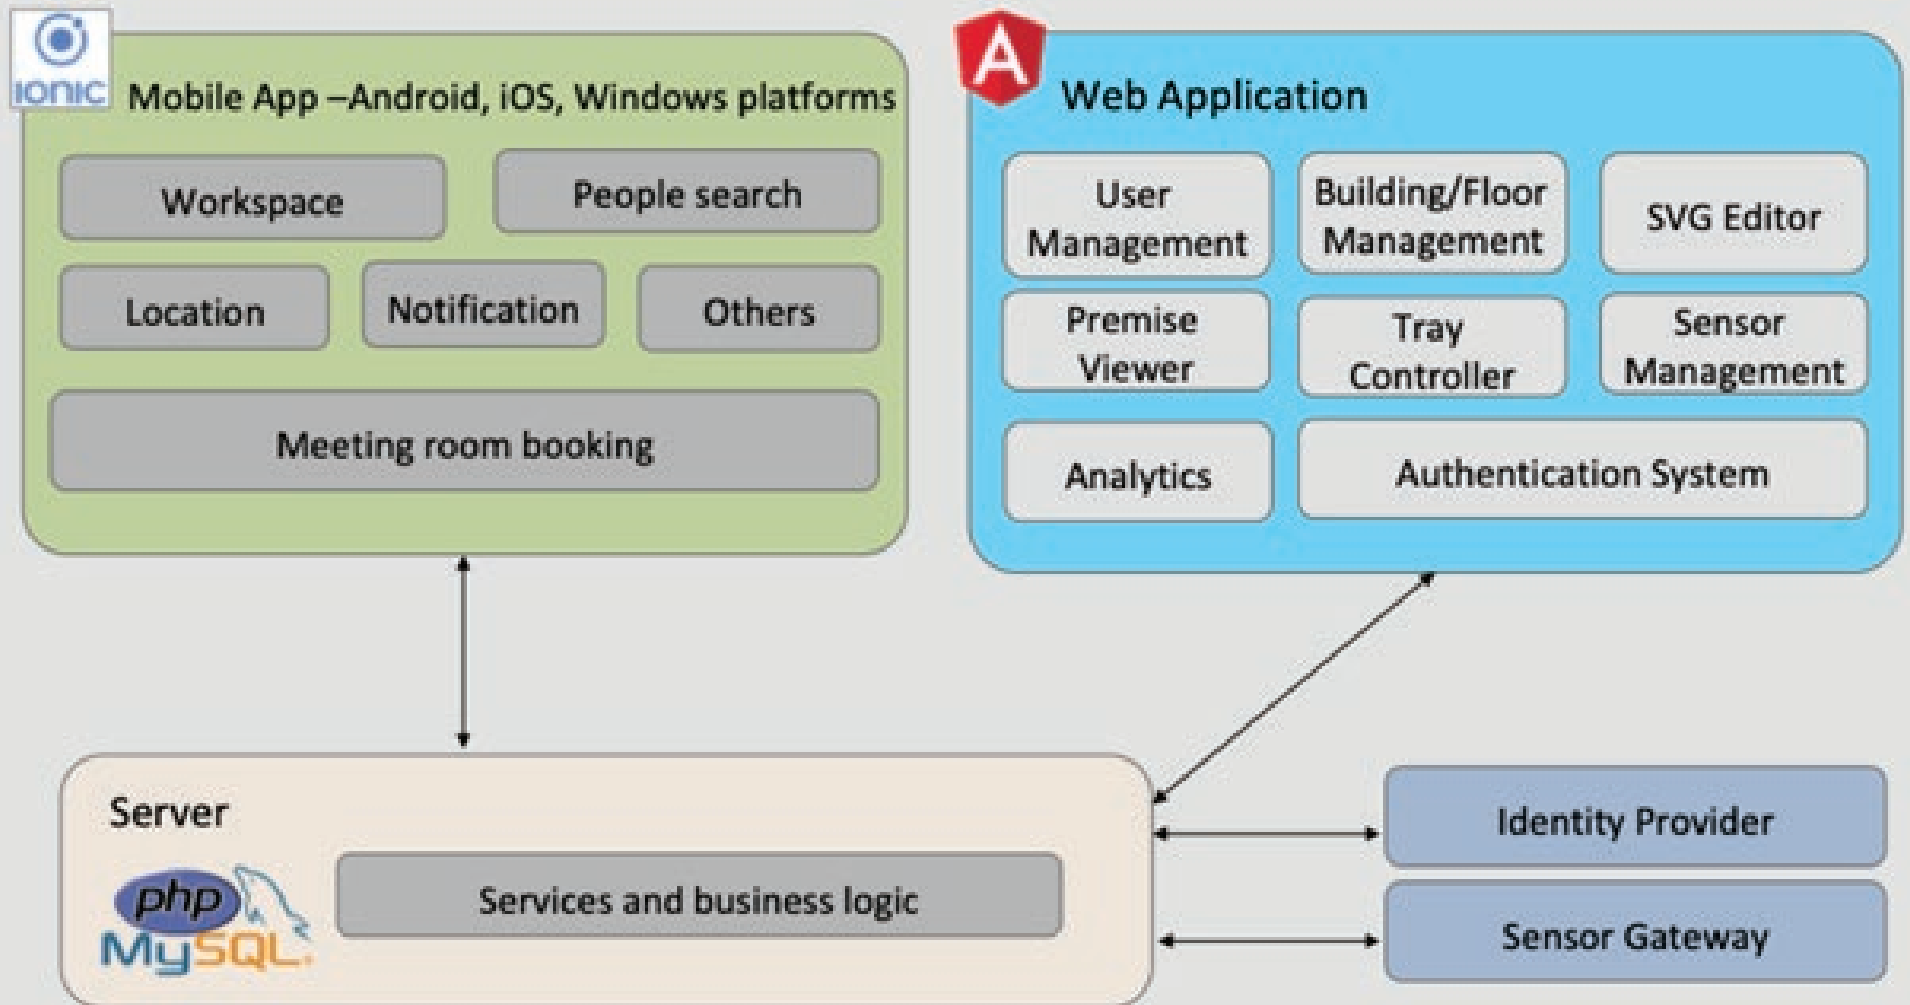 IONIC
Mobile App –Android, iOS, Windows platforms
Workspace
People search
Location
Notification
Others
Meeting room booking
A
Web Application
User
Management
Building/Floor
Management
SVG Editor
Premise
Viewer
Tray
Controller
Sensor
Management
Analytics
Authentication System
Server
php
MySQL
Services and business logic
Identity Provider
Sensor Gateway